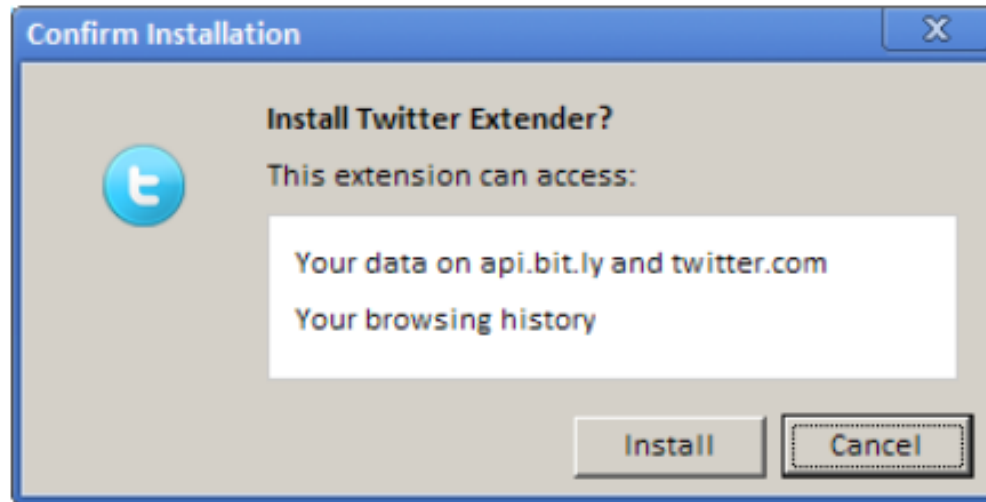 Confirm Installation
Install Twitter Extender?
This extension can access:
Your data on api.bit.ly and twitter.com
Your browsing history
Install
Cancel